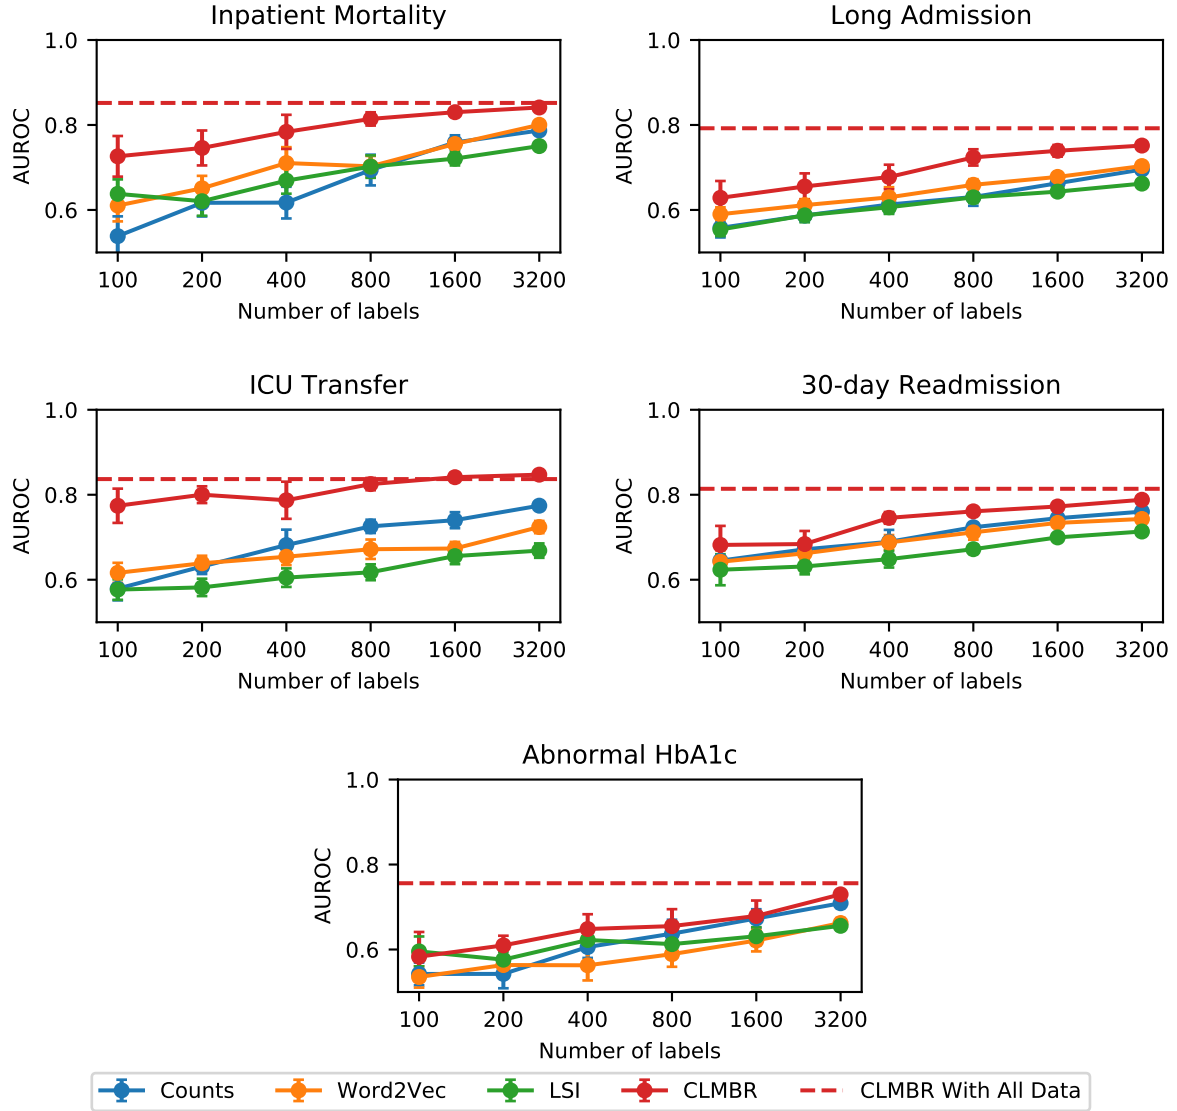 Inpatient Mortality
1.0
0.8
0.6
AUROC
100 200 400 800 1600 3200
Number of labels
Long Admission
1.0
0.8
0.6
AUROC
100 200 400 800 1600 3200
Number of labels
ICU Transfer
1.0
0.8
0.6
AUROC
100 200 400 800 1600 3200
Number of labels
30-day Readmission
1.0
0.8
0.6
AUROC
100 200 400 800 1600 3200
Number of labels
Abnormal HbA1c
1.0
0.8
0.6
AUROC
100 200 400 800 1600 3200
Number of labels
Counts Word2Vec LSI CLMBR CLMBR With All Data